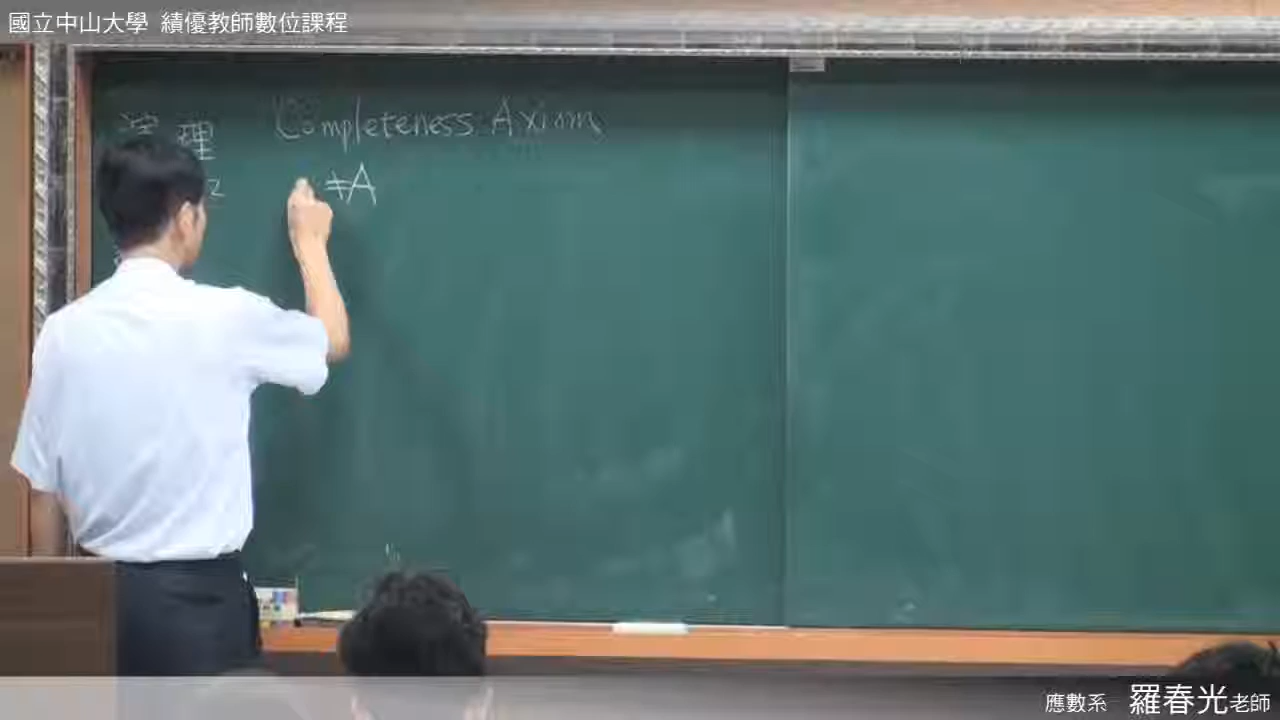 國立中山大學 績優教師數位課程
理 Completeness Axiom
2 ≠A
應數系 羅春光老師